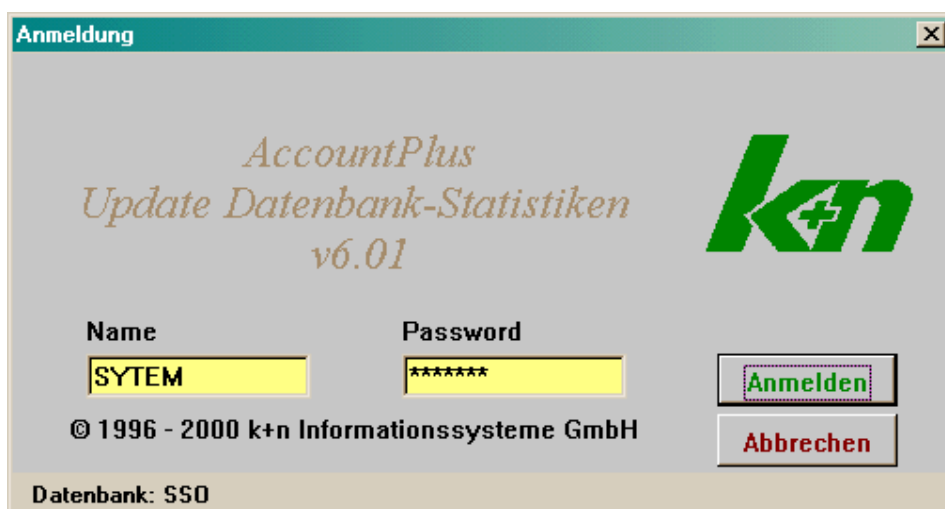 Anmeldung
AccountPlus
Update Datenbank-Statistiken
v6.01
k+n
Name
Password
SYTEM
*******
Anmelden
© 1996 - 2000 k+n Informationssysteme GmbH
Abbrechen
Datenbank: SSO